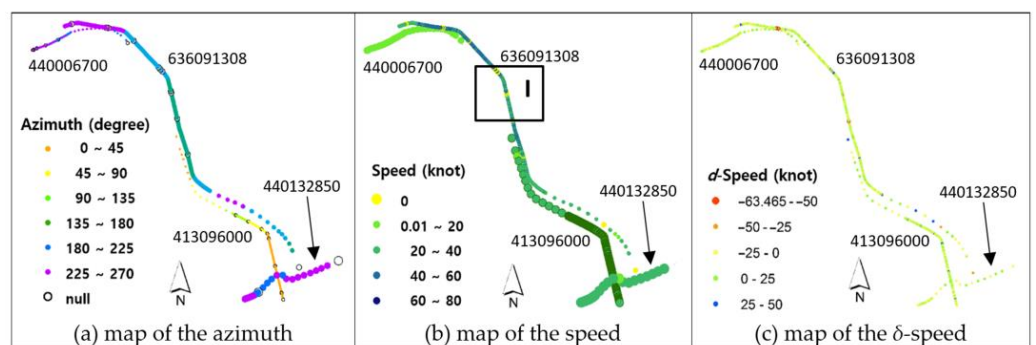 440006700
636091308
Azimuth (degree)
0 ~ 45
45 ~ 90
90 ~ 135
135 ~ 180
180 ~ 225
225 ~ 270
null
440132850
413096000
N
(a) map of the azimuth
440006700
636091308
I
Speed (knot)
0
0.01 ~ 20
20 ~ 40
40 ~ 60
60 ~ 80
440132850
413096000
N
(b) map of the speed
440006700
636091308
d-Speed (knot)
−63.465 - −50
-50 - -25
-25 - 0
0 - 25
25 - 50
440132850
413096000
N
(c) map of the δ-speed